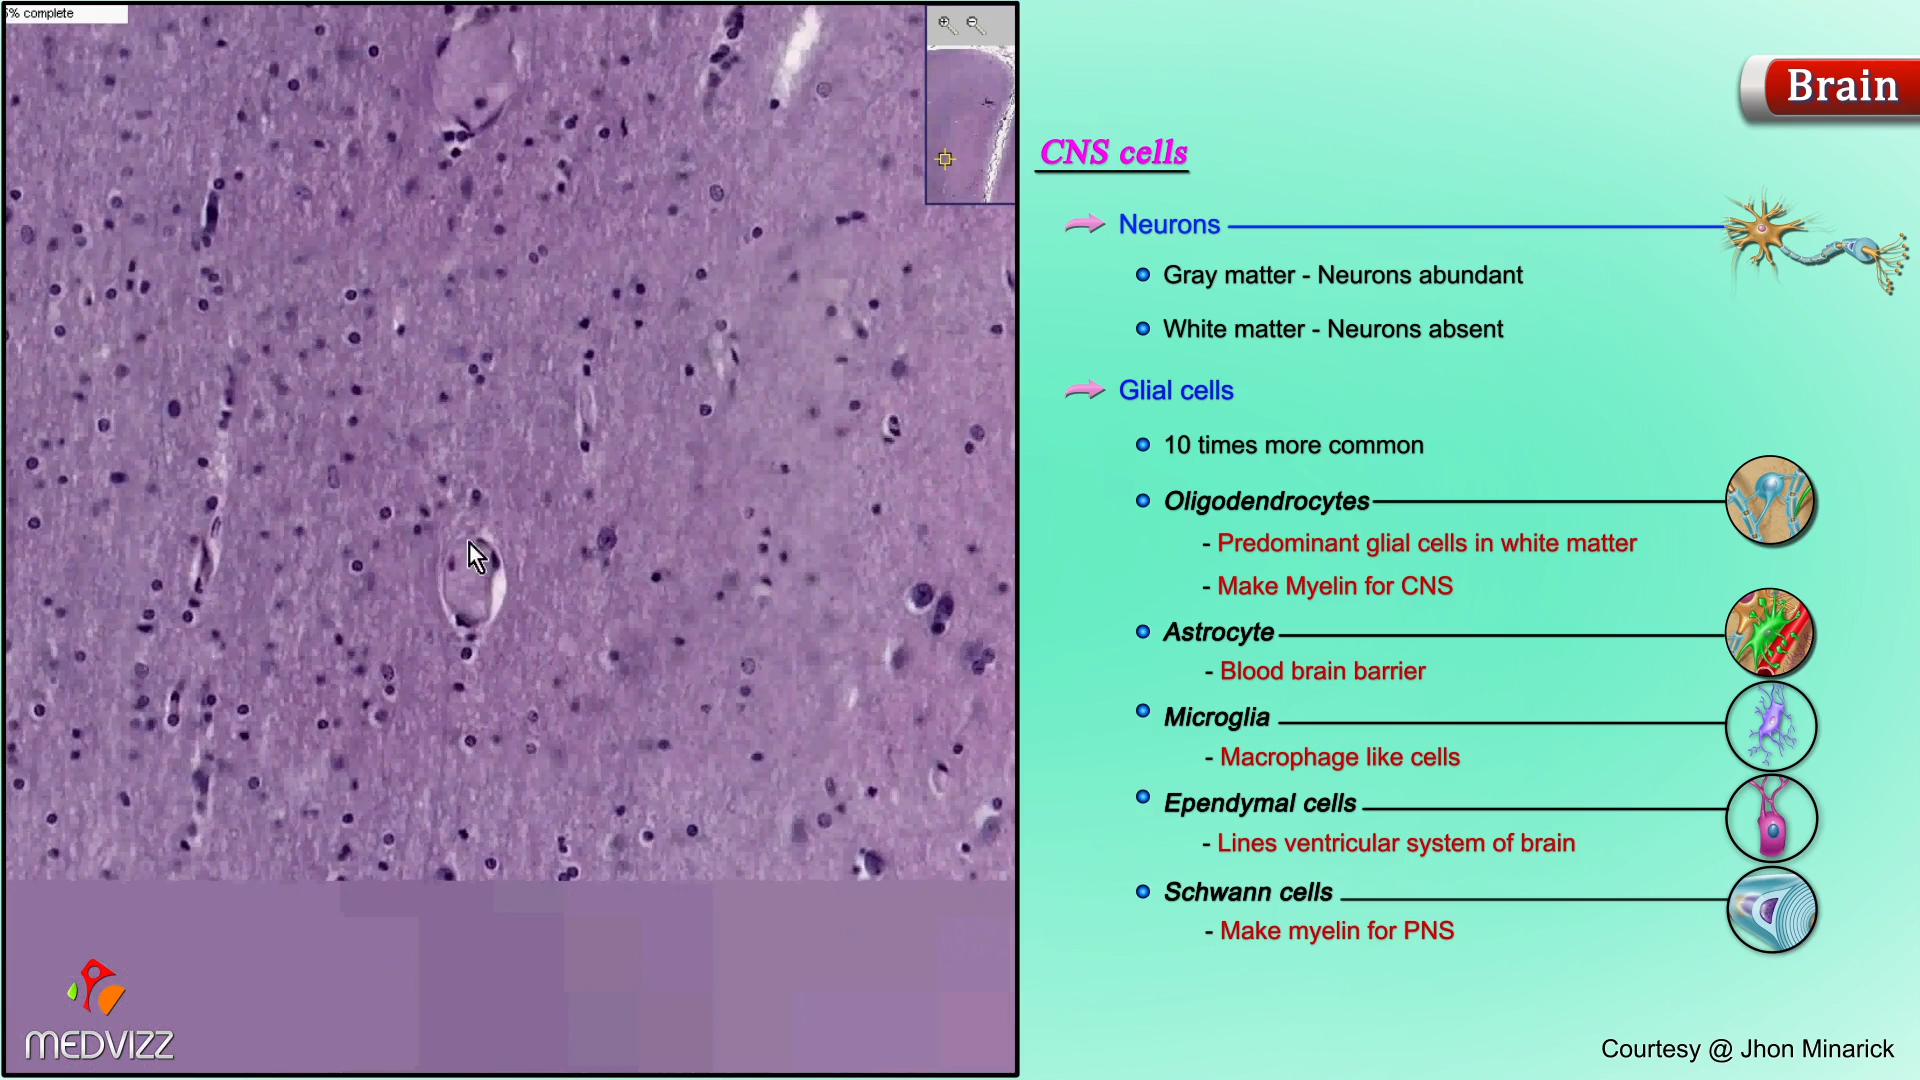 5% complete
Brain
CNS cells
Neurons
Gray matter - Neurons abundant
White matter - Neurons absent
Glial cells
10 times more common
Oligodendrocytes
- Predominant glial cells in white matter
- Make Myelin for CNS
Astrocyte
- Blood brain barrier
Microglia
- Macrophage like cells
Ependymal cells
- Lines ventricular system of brain
Schwann cells
- Make myelin for PNS
MEDVIZZ
Courtesy @ Jhon Minarick